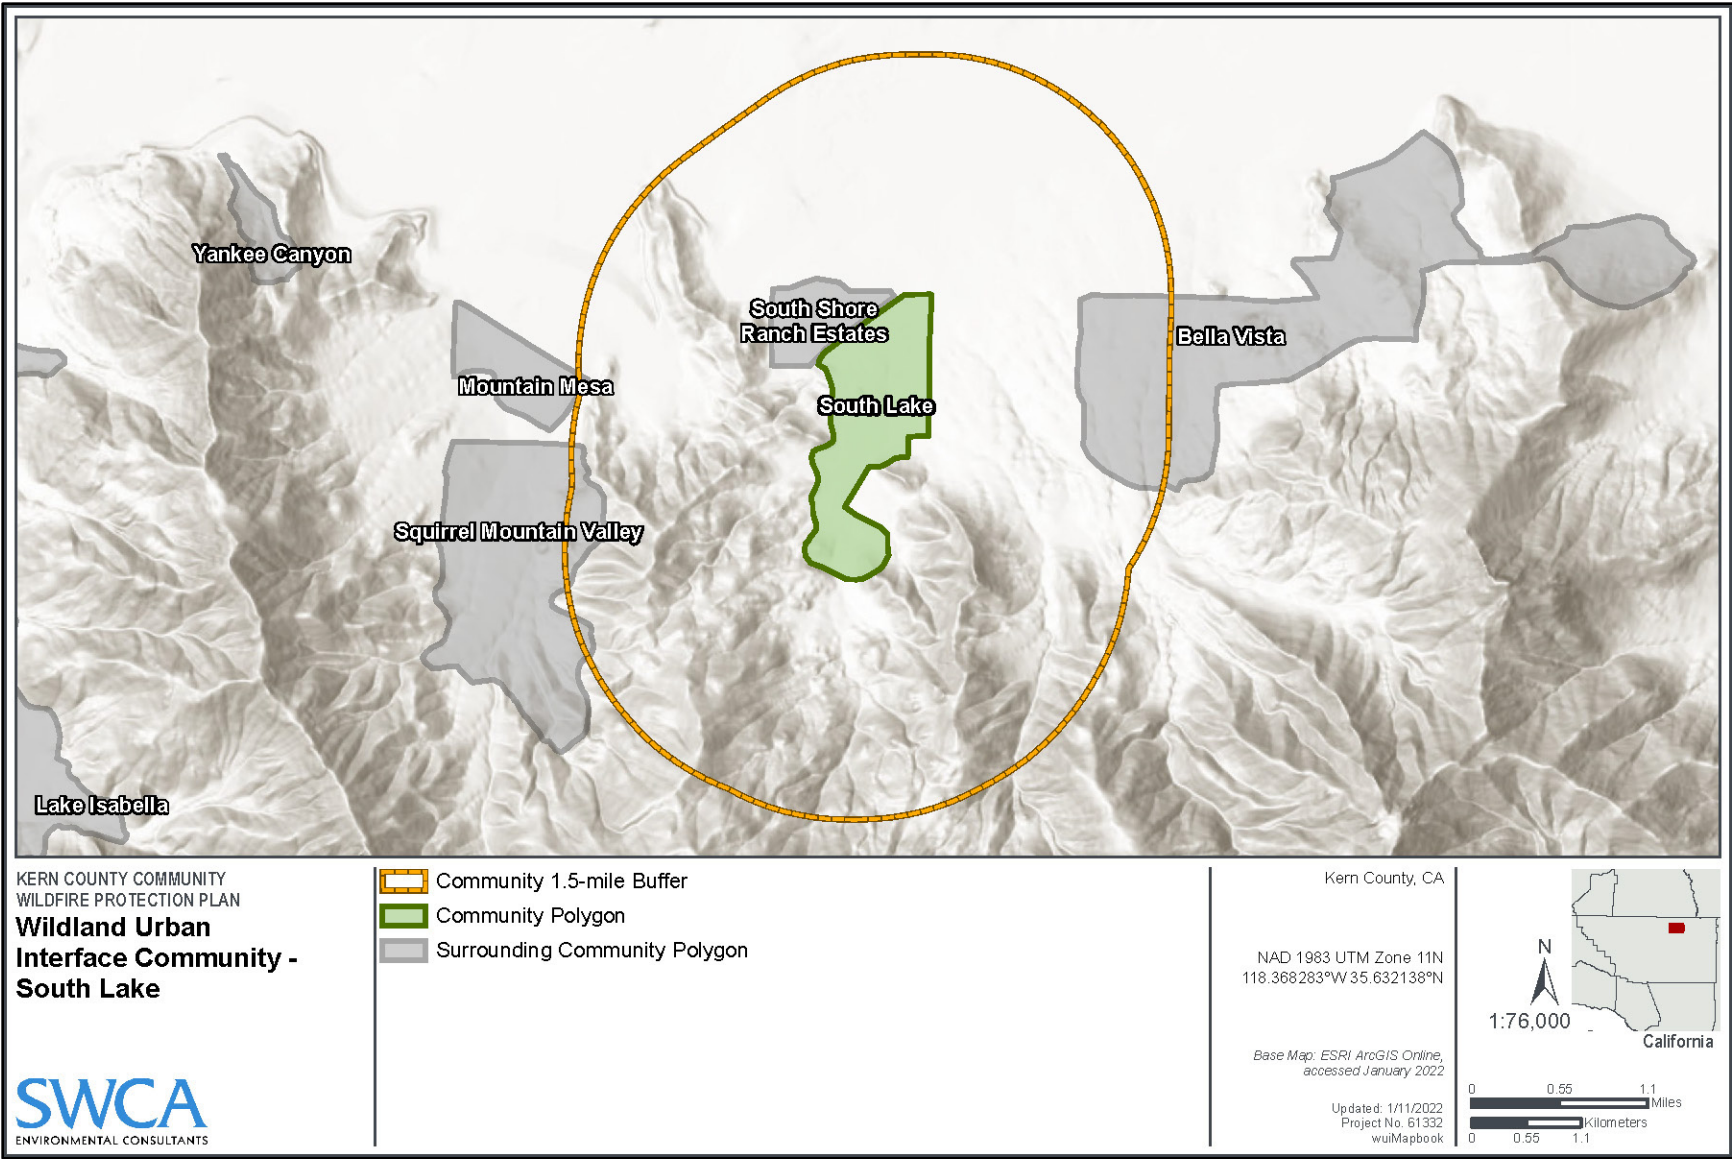 Yankee Canyon
South Shore
Ranch Estates
Bella Vista
Mountain Mesa
South Lake
Squirrel Mountain Valley
Lake Isabella
KERN COUNTY COMMUNITY
WILDFIRE PROTECTION PLAN
Wildland Urban
Interface Community -
South Lake
SWCA
ENVIRONMENTAL CONSULTANTS
Community 1.5-mile Buffer
Community Polygon
Surrounding Community Polygon
Kern County, CA
NAD 1983 UTM Zone 11N
118.368283°W 35.632138°N
Base Map: ESRI ArcGIS Online,
accessed January 2022
Updated: 1/11/2022
Project No. 61332
wuiMapbook
N
1:76,000
California
0 0.55 1.1
Miles
Kilometers
0 0.55 1.1